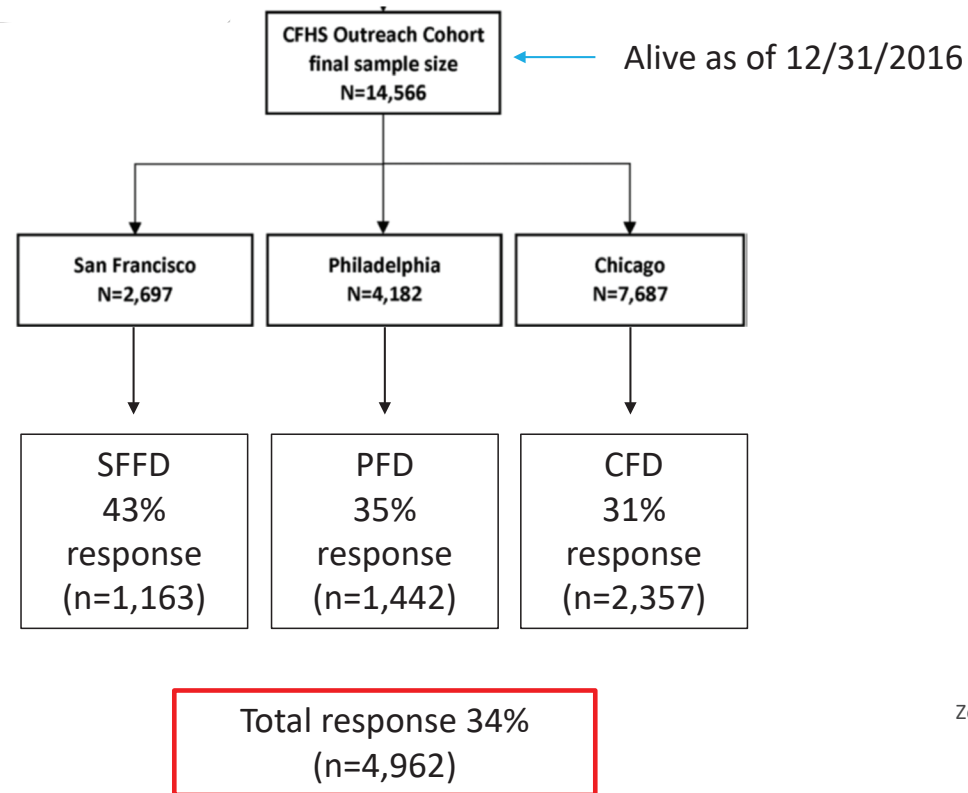 CFHS Outreach Cohort
final sample size
N=14,566
Alive as of 12/31/2016
San Francisco
N=2,697
Philadelphia
N=4,182
Chicago
N=7,687
SFFD
43%
response
(n=1,163)
PFD
35%
response
(n=1,442)
CFD
31%
response
(n=2,357)
Total response 34%
(n=4,962)